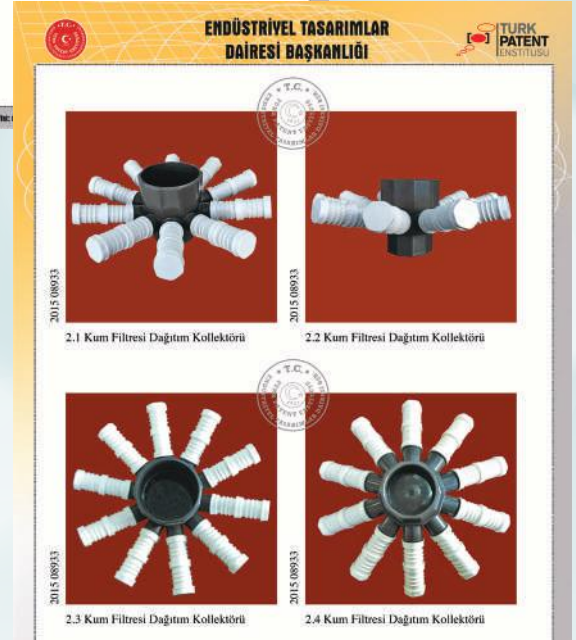 ENDÜSTRİYEL TASARIMLAR
DAİRESİ BAŞKANLIĞI
TURK
PATENT
ENSTITUSU
T.C.
2015 08933
2.1 Kum Filtresi Dağıtım Kollektörü
2015 08933
2.2 Kum Filtresi Dağıtım Kollektörü
T.C.
2015 08933
2.3 Kum Filtresi Dağıtım Kollektörü
2015 08933
2.4 Kum Filtresi Dağıtım Kollektörü